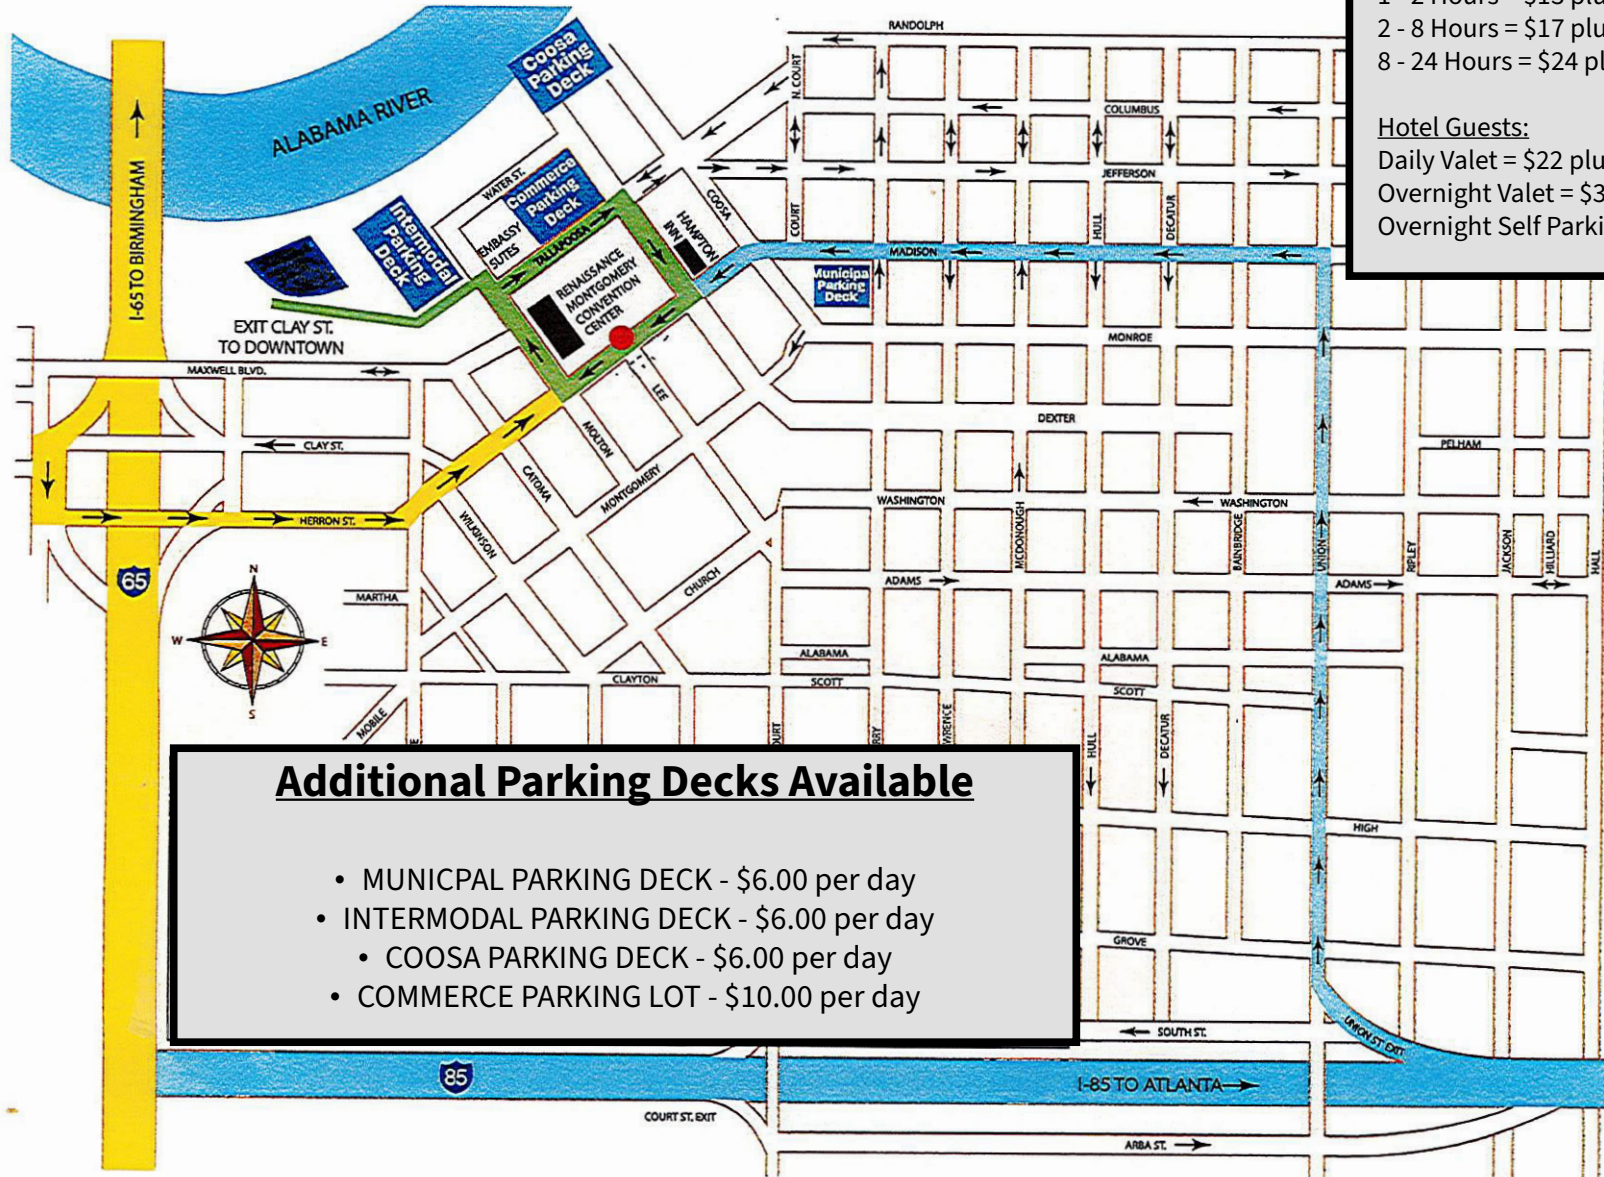 RANDOLPH
2 - 8 Hours = $17 plu
8 - 24 Hours = $24 pl
Hotel Guests:
Daily Valet = $22 plu
Overnight Valet = $3
Overnight Self Parki
Coosa
Parking
Deck
N. COURT
COLUMBUS
ALABAMA RIVER
I-65 TO BIRMINGHAM
WATER ST.
Commerce
Parking
Deck
JEFFERSON
Intermodal
Parking
Deck
EMBASSY
SUTES
TALLAPOOSA
HAMPTON
INN
COOSA
COURT
HULL
DECATUR
MADISON
RENAISSANCE
MONTGOMERY
CONVENTION
CENTER
Municipa
Parking
Deck
EXIT CLAY ST.
TO DOWNTOWN
MONROE
MAXWELL BLVD.
LEE
DEXTER
CLAY ST.
MOLTON
PELHAM
CATOMA
MONTGOMERY
WASHINGTON
WASHINGTON
HERRON ST.
WILKINSON
MCDONOUGH
BAINBRIDGE
UNION
RIPLEY
JACKSON
HILLIARD
HALL
65
N
W
E
S
CHURCH
ADAMS
ADAMS
MARTHA
ALABAMA
ALABAMA
CLAYTON
SCOTT
SCOTT
MOBILE
E
OURT
RRY
WRENCE
HULL
DECATUR
Additional Parking Decks Available
• MUNICPAL PARKING DECK - $6.00 per day
• INTERMODAL PARKING DECK - $6.00 per day
• COOSA PARKING DECK - $6.00 per day
• COMMERCE PARKING LOT - $10.00 per day
HIGH
GROVE
SOUTH ST.
UNION ST EXIT
85
I-85 TO ATLANTA
COURT ST. EXIT
ARBA ST.